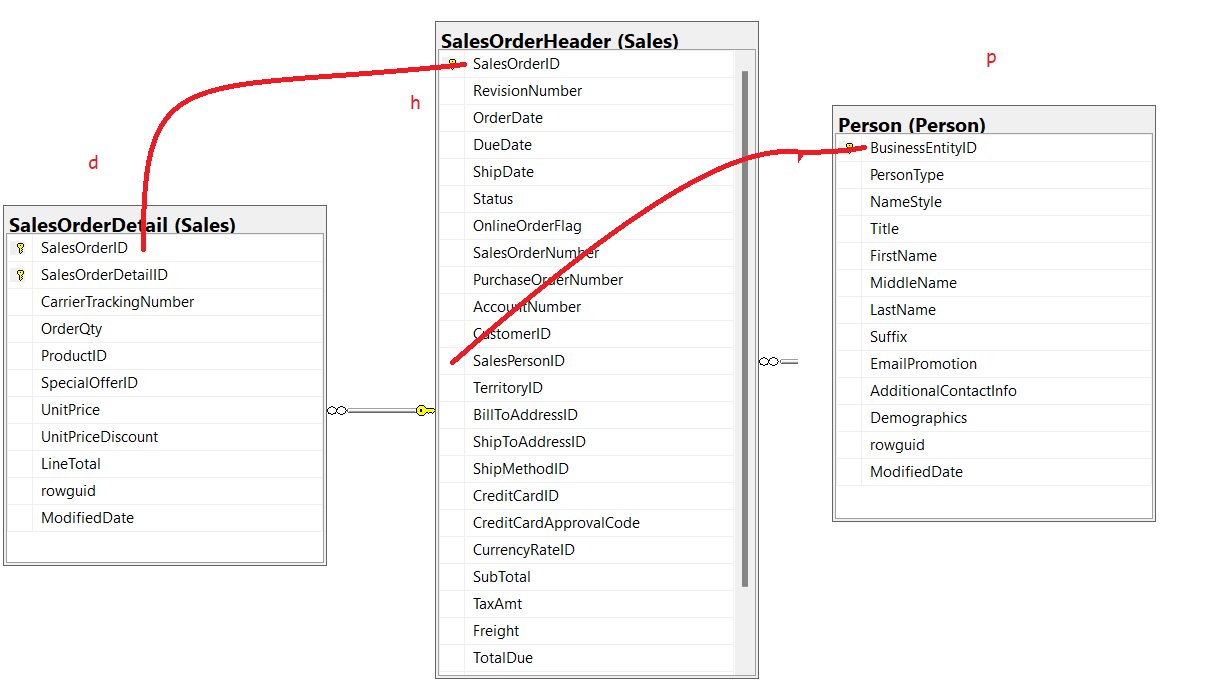 d
SalesOrderDetail (Sales)
SalesOrderID
SalesOrderDetailID
CarrierTrackingNumber
OrderQty
ProductID
SpecialOfferID
UnitPrice
UnitPriceDiscount
LineTotal
rowguid
ModifiedDate
h
SalesOrderHeader (Sales)
SalesOrderID
RevisionNumber
OrderDate
DueDate
ShipDate
Status
OnlineOrderFlag
SalesOrderNumber
PurchaseOrderNumber
AccountNumber
CustomerID
SalesPersonID
TerritoryID
BillToAddressID
ShipToAddressID
ShipMethodID
CreditCardID
CreditCardApprovalCode
CurrencyRateID
SubTotal
TaxAmt
Freight
TotalDue
p
Person (Person)
BusinessEntityID
PersonType
NameStyle
Title
FirstName
MiddleName
LastName
Suffix
EmailPromotion
AdditionalContactInfo
Demographics
rowguid
ModifiedDate